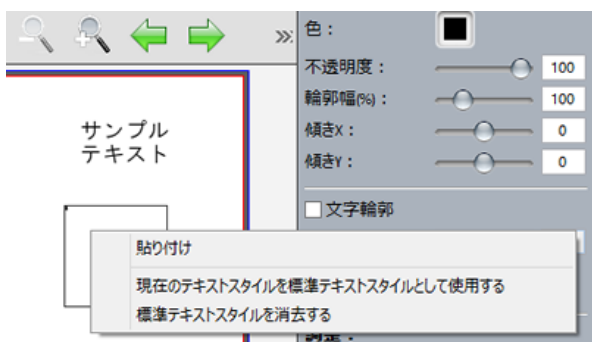 »
色：
不透明度：
100
輪郭幅(%)：
100
傾きX：
0
傾きY：
0
文字輪郭
サンプル
テキスト
貼り付け
現在のテキストスタイルを標準テキストスタイルとして使用する
標準テキストスタイルを消去する
調整：